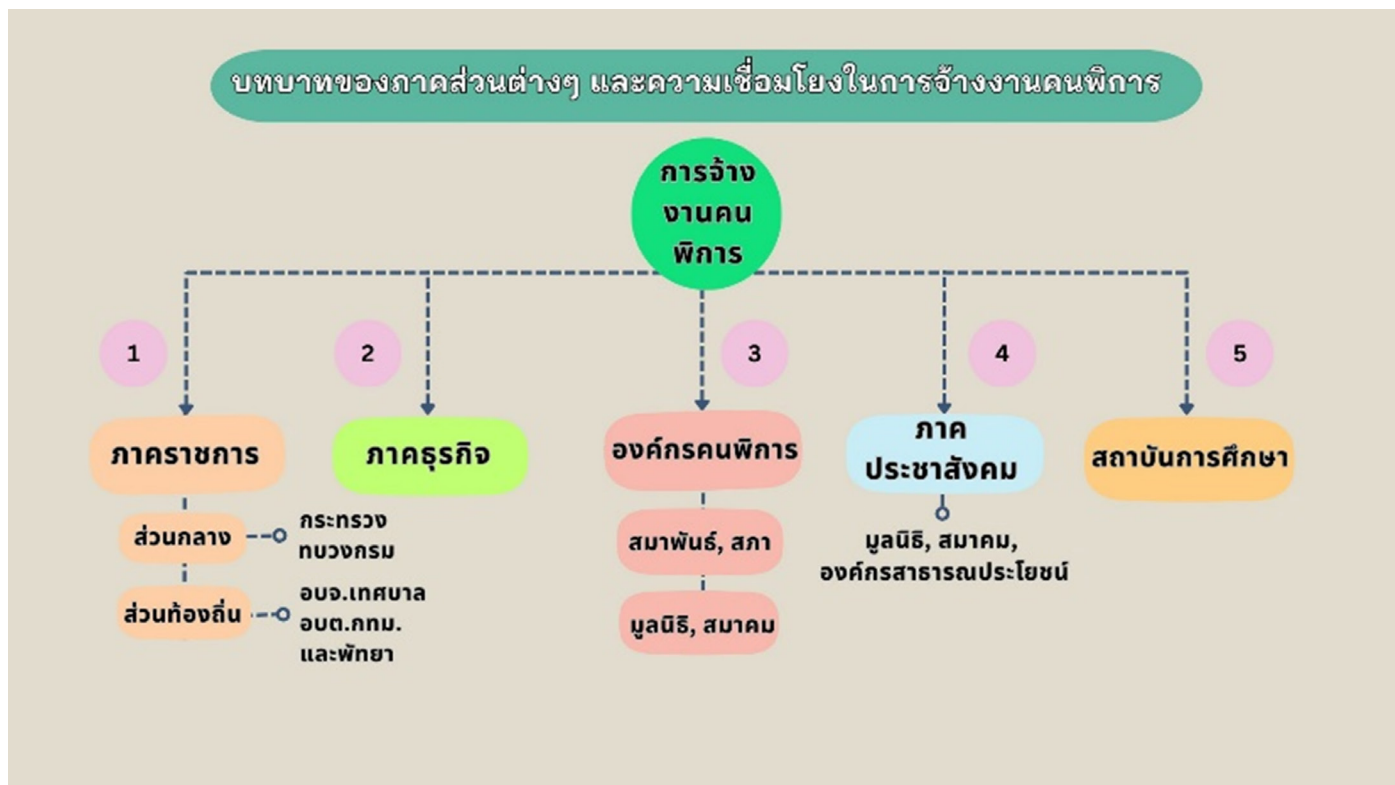 บทบาทของภาคส่วนต่างๆ และความเชื่อมโยงในการจ้างงานคนพิการ
การจ้าง
งานคน
พิการ
1
2
3
4
5
ภาคราชการ
ภาคธุรกิจ
องค์กรคนพิการ
ภาค
ประชาสังคม
สถาบันการศึกษา
ส่วนกลาง
กระทรวง
ทบวงกรม
ส่วนท้องถิ่น
อบจ.เทศบาล
อบต.กทม.
และพัทยา
สมาพันธ์, สภา
มูลนิธิ, สมาคม
มูลนิธิ, สมาคม,
องค์กรสาธารณประโยชน์